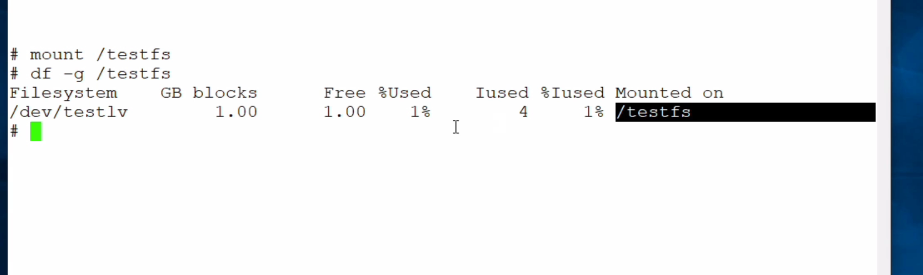 # mount /testfs
# df -g /testfs
Filesystem    GB blocks      Free %Used    Iused %Iused Mounted on
/dev/testlv        1.00      1.00    1%        4     1% /testfs
#